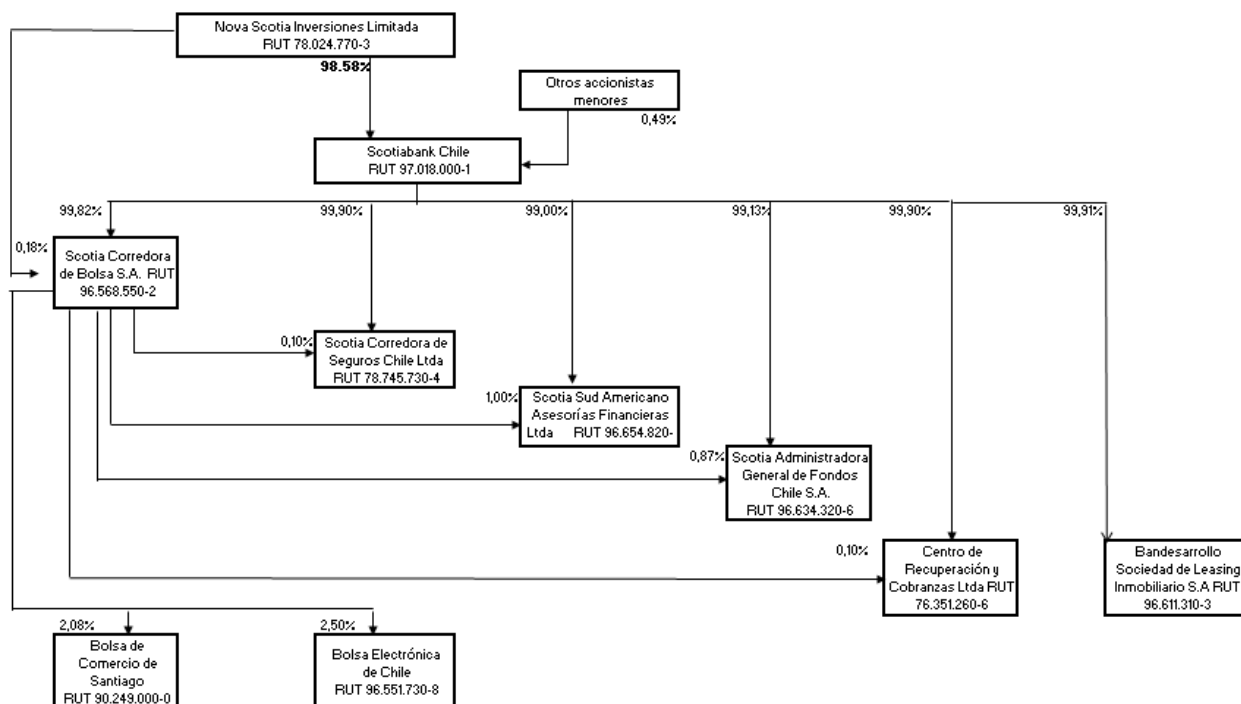 Nova Scotia Inversiones Limitada
RUT 78.024.770-3
98.58%
Otros accionistas
menores
0,49%
Scotiabank Chile
RUT 97.018.000-1
99,82%
99,90%
99,00%
99,13%
99,90%
99,91%
0,18%
Scotia Corredora
de Bolsa S.A. RUT
96.568.550-2
0,10%
Scotia Corredora de
Seguros Chile Ltda
RUT 78.745.730-4
1,00%
Scotia Sud Americano
Asesorías Financieras
Ltda RUT 96.654.820-
0,87%
Scotia Administradora
General de Fondos
Chile S.A.
RUT 96.634.320-6
0,10%
Centro de
Recuperación y
Cobranzas Ltda RUT
76.351.260-6
Bandesarrollo
Sociedad de Leasing
Inmobiliario S.A RUT
96.611.310-3
2,08%
Bolsa de
Comercio de
Santiago
RUT 90.249.000-0
2,50%
Bolsa Electrónica
de Chile
RUT 96.551.730-8